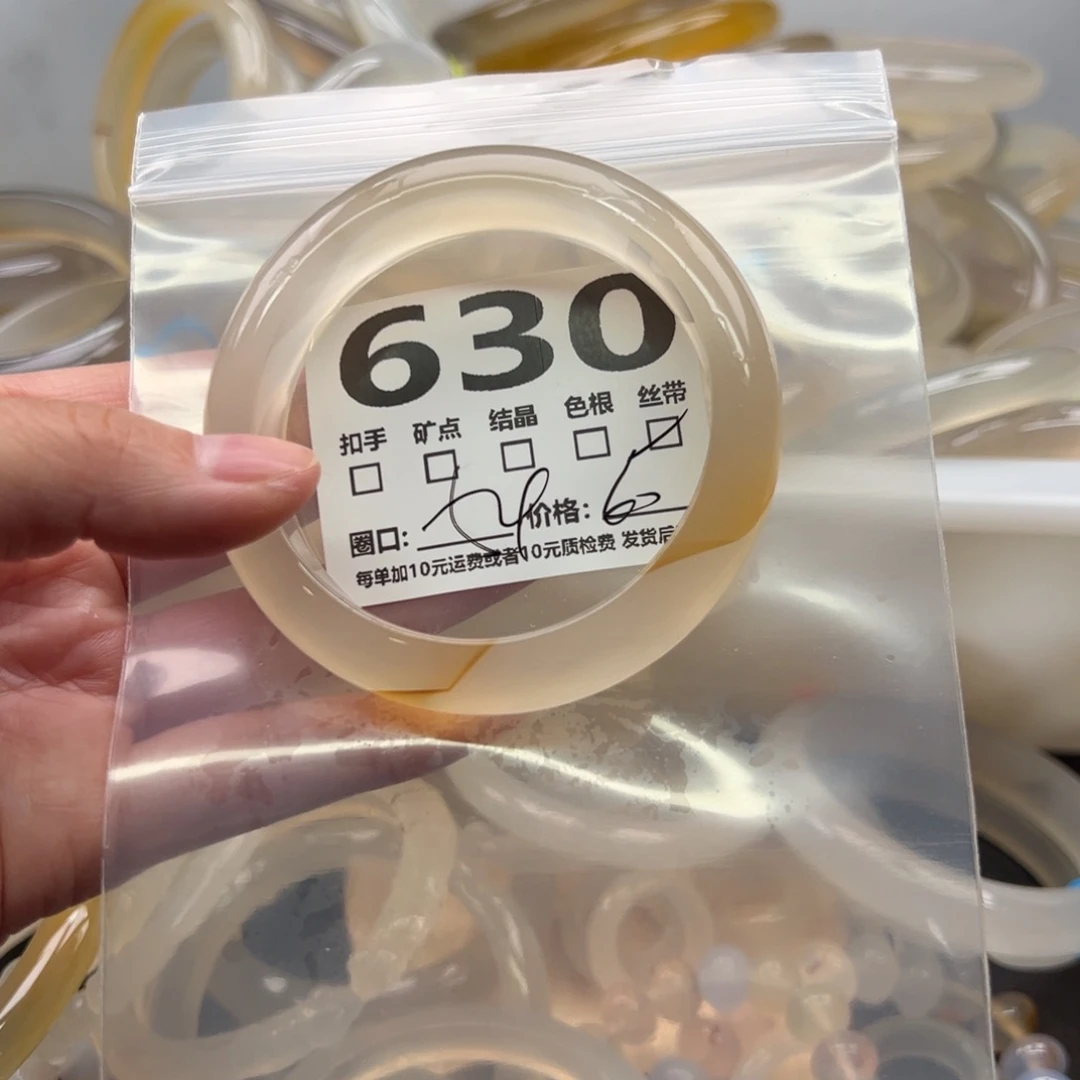 630
扣手 矿点 结晶 色根 丝带
圈口: 价格: 60
每单加10元运费或者10元质检费 发货后